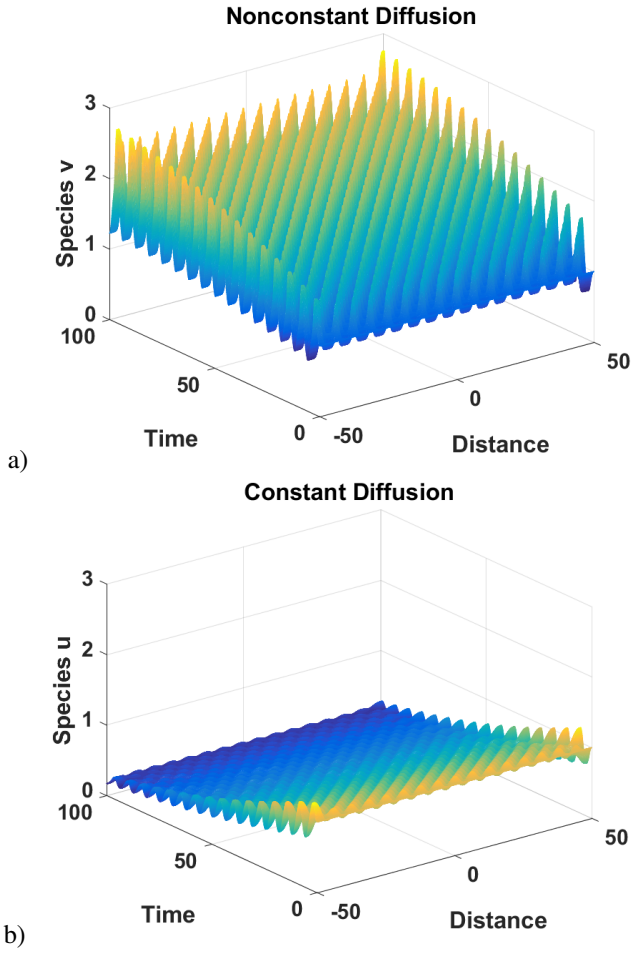 Nonconstant Diffusion
3
2
1
0
Species v
100
50
0
Time
-50
0
50
Distance
a)
Constant Diffusion
3
2
1
0
Species u
100
50
0
Time
-50
0
50
Distance
b)